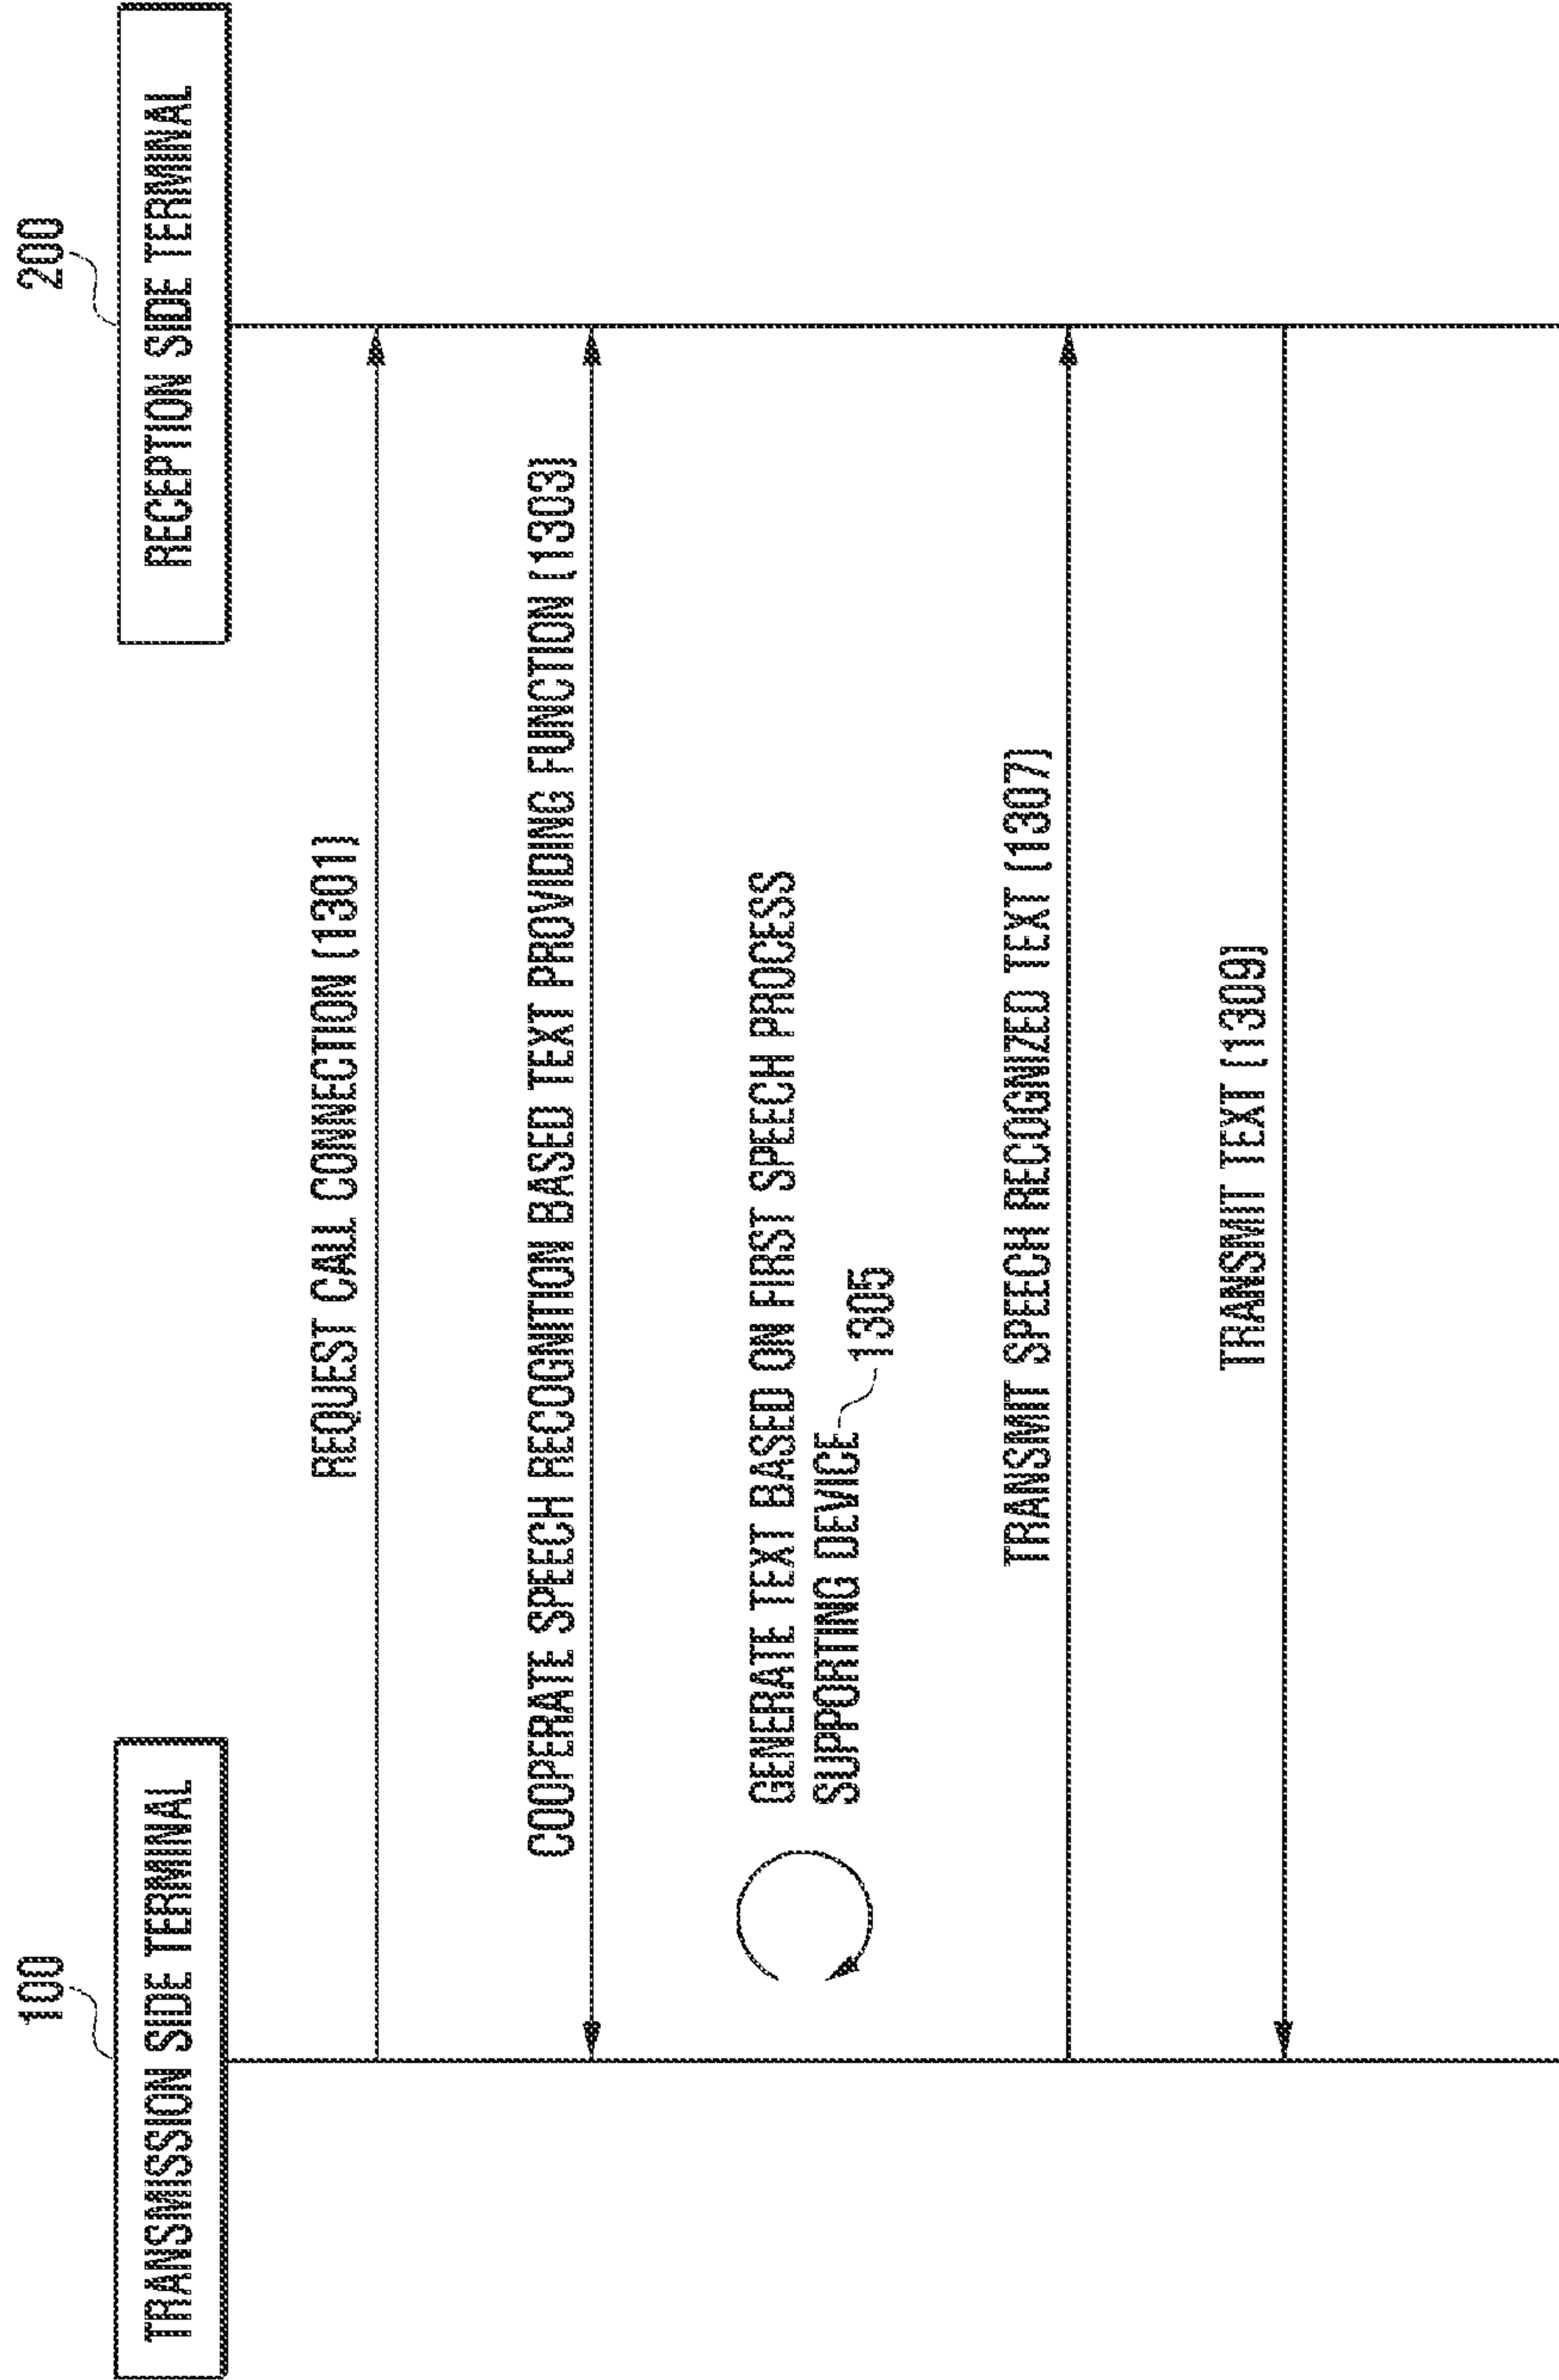 100
TRANSMISSION SIDE TERMINAL
200
RECEPTION SIDE TERMINAL
REQUEST CALL CONNECTION (1301)
COOPERATE SPEECH RECOGNITION BASED TEXT PROVIDING FUNCTION (1303)
GENERATE TEXT BASED ON FIRST SPEECH PROCESS
SUPPORTING DEVICE 1305
TRANSMIT SPEECH RECOGNIZED TEXT (1307)
TRANSMIT TEXT (1309)